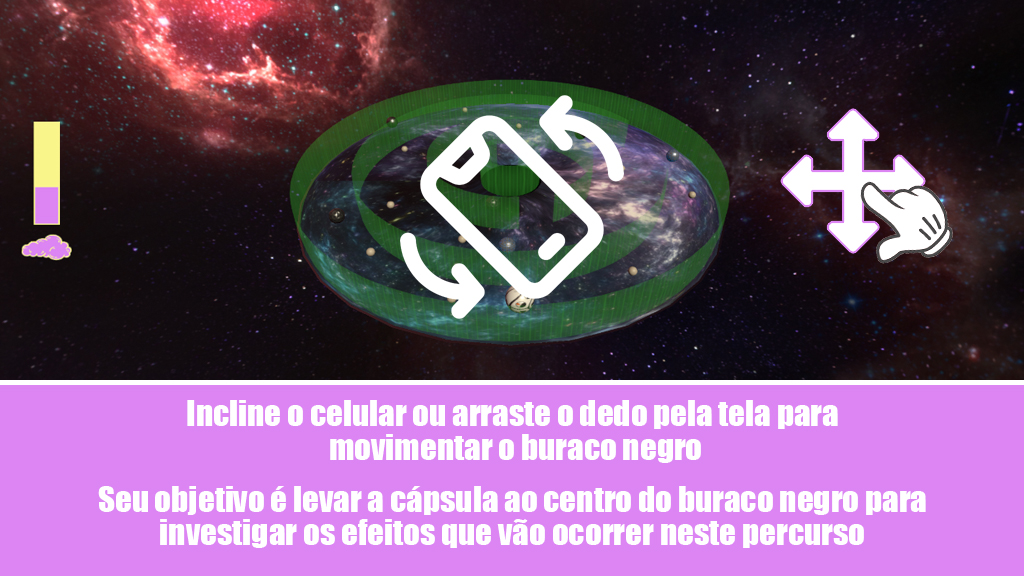 Incline o celular ou arraste o dedo pela tela para
movimentar o buraco negro
Seu objetivo é levar a cápsula ao centro do buraco negro para
investigar os efeitos que vão ocorrer neste percurso